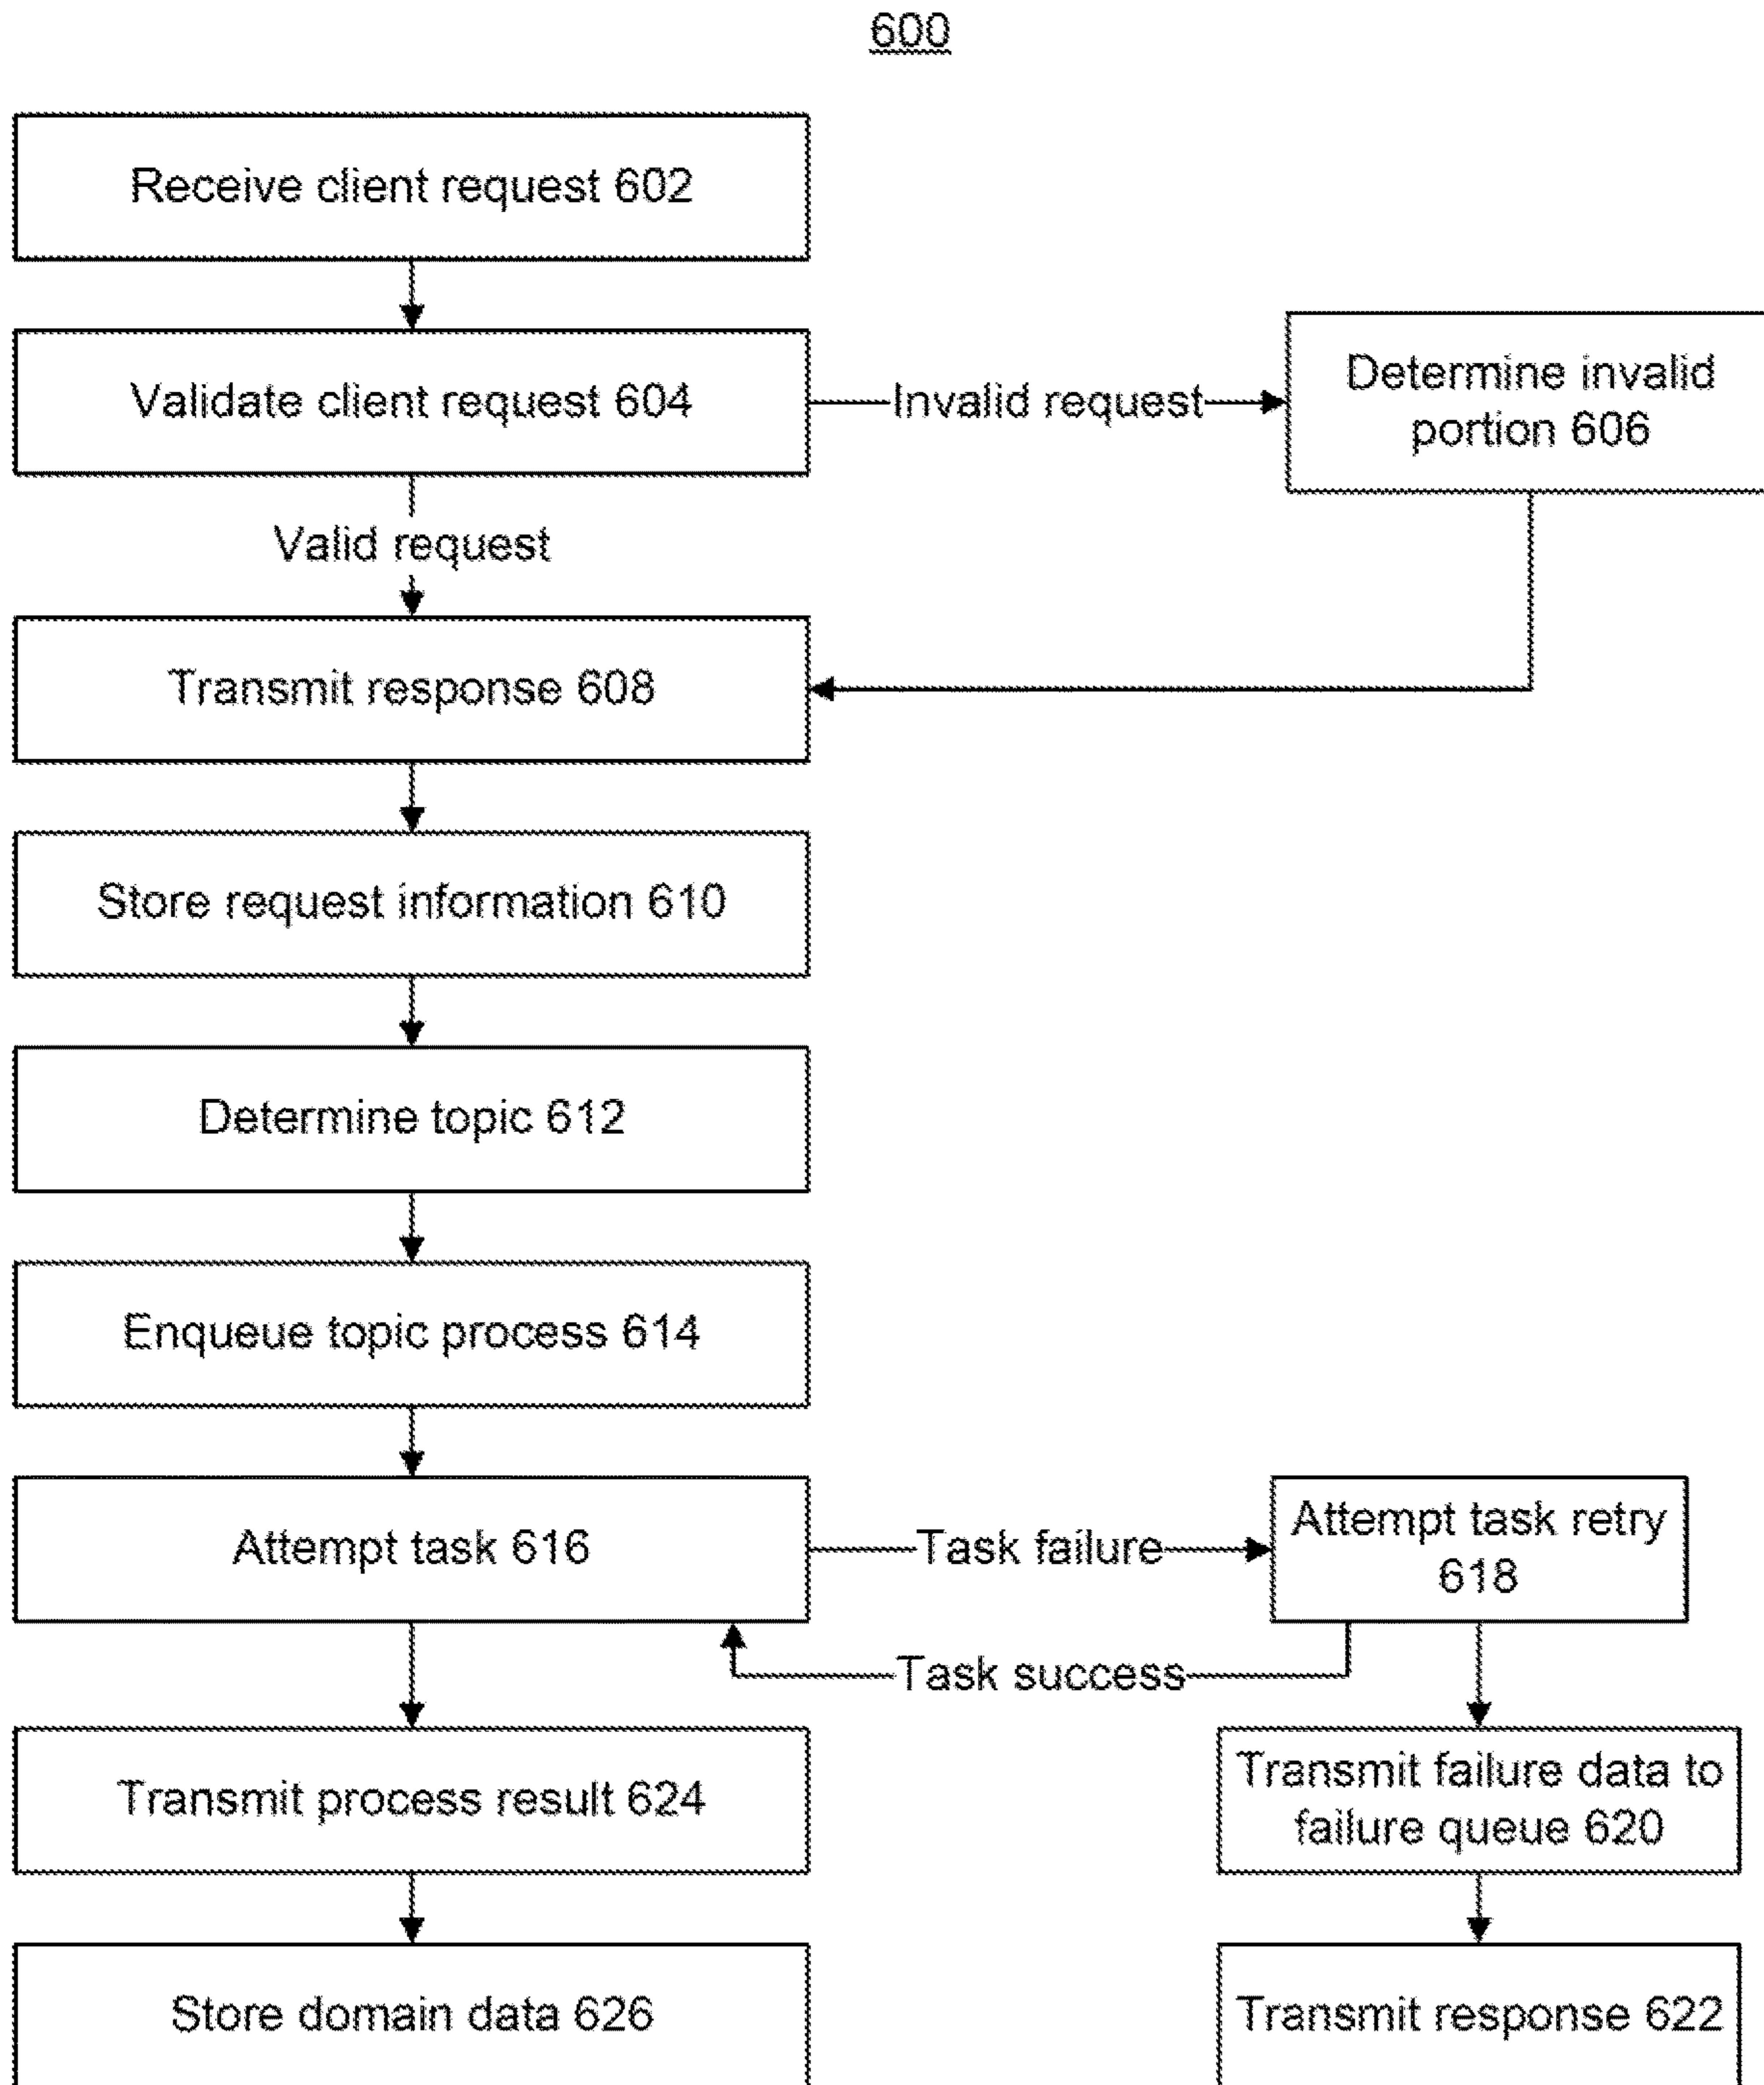 600
Receive client request 602
Validate client request 604
Invalid request
Determine invalid
portion 606
Valid request
Transmit response 608
Store request information 610
Determine topic 612
Enqueue topic process 614
Attempt task 616
Task failure
Attempt task retry
618
Task success
Transmit process result 624
Transmit failure data to
failure queue 620
Store domain data 626
Transmit response 622